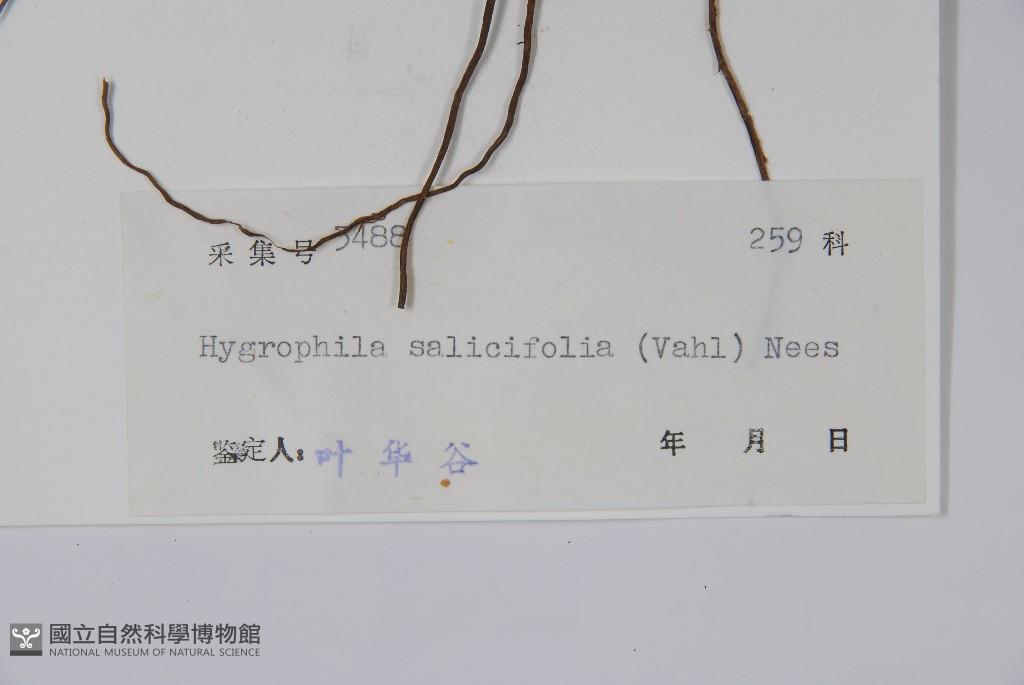 采集号 3488 259 科
Hygrophila salicifolia (Vahl) Nees
鉴定人: 叶华谷 年 月 日
國立自然科學博物館
NATIONAL MUSEUM OF NATURAL SCIENCE